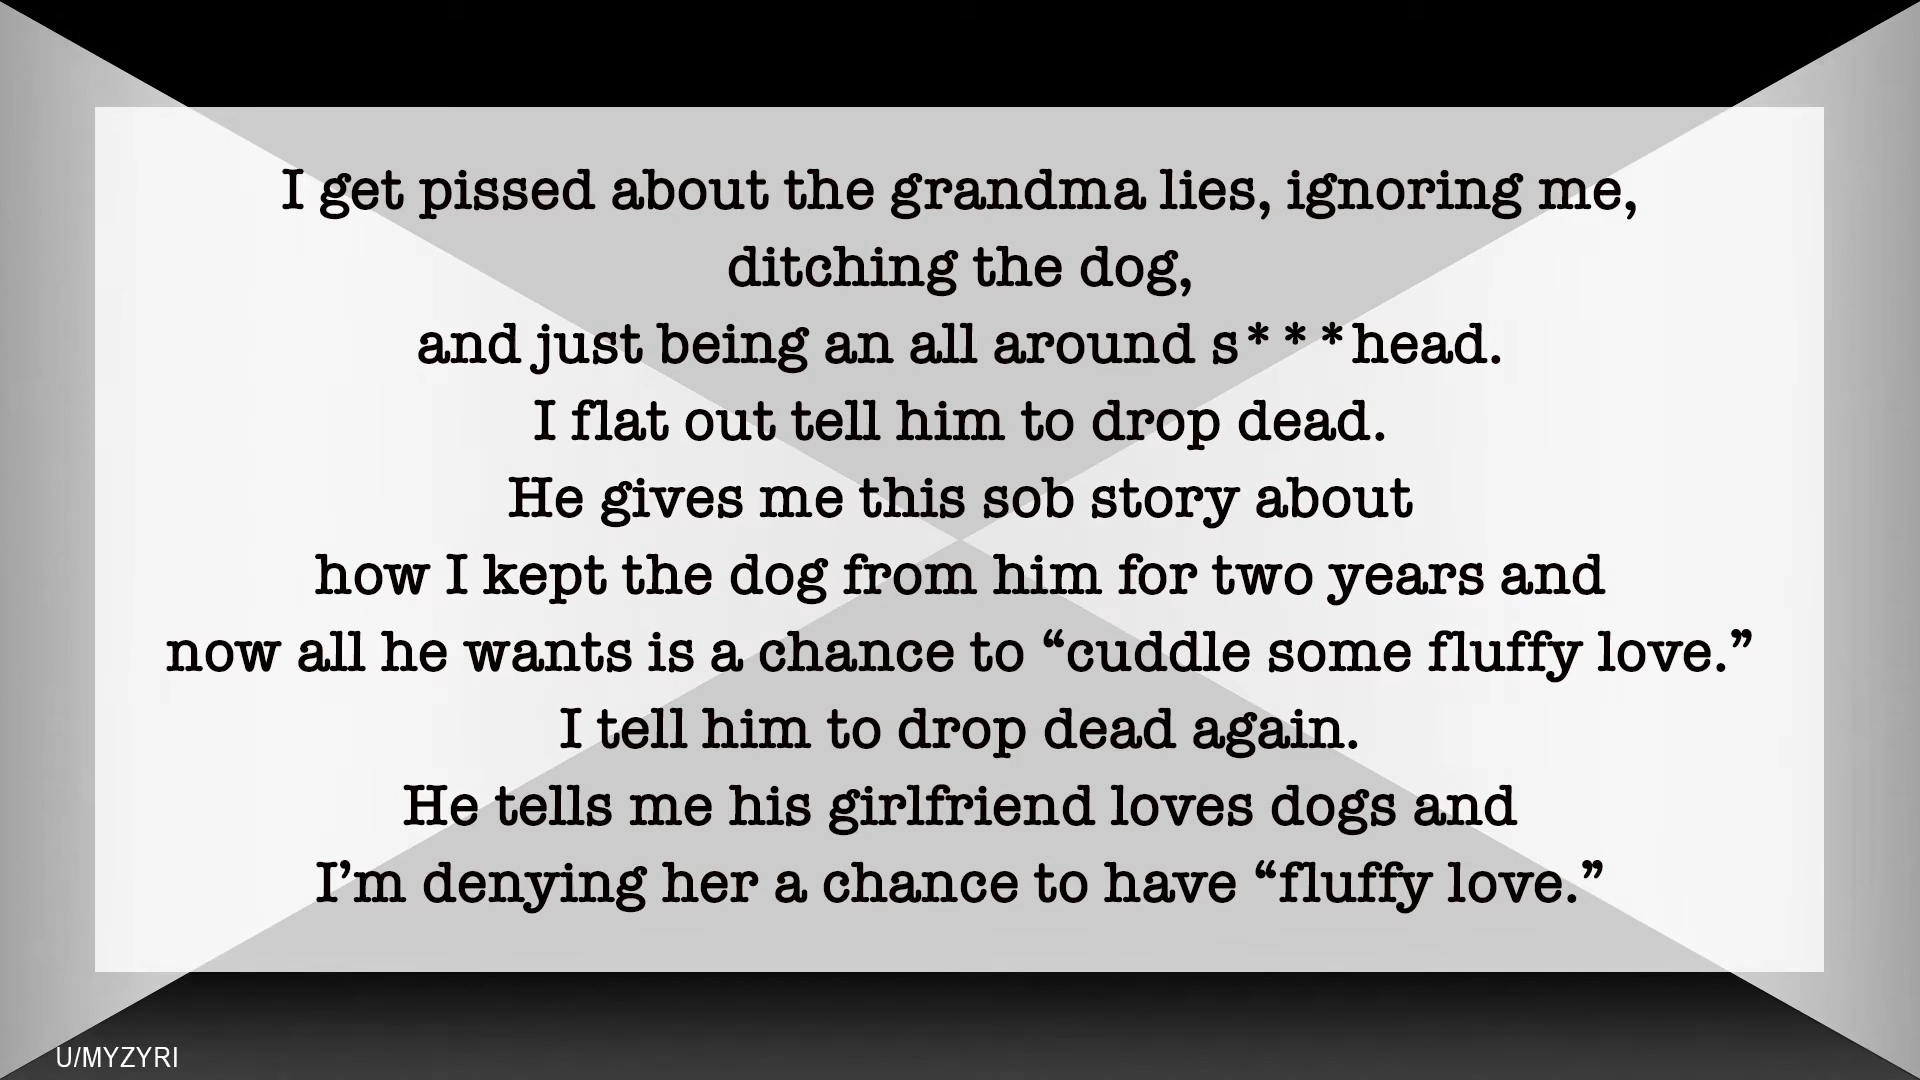 I get pissed about the grandma lies, ignoring me,
ditching the dog,
and just being an all around s***head.
I flat out tell him to drop dead.
He gives me this sob story about
how I kept the dog from him for two years and
now all he wants is a chance to “cuddle some fluffy love.”
I tell him to drop dead again.
He tells me his girlfriend loves dogs and
I’m denying her a chance to have “fluffy love.”
U/MYZYRI